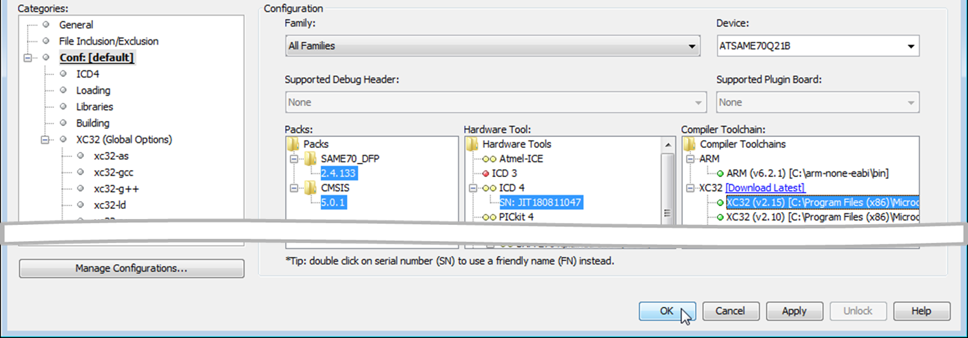 Categories:
General
File Inclusion/Exclusion
Conf: [default]
ICD4
Loading
Libraries
Building
XC32 (Global Options)
xc32-as
xc32-gcc
xc32-g++
xc32-ld
Manage Configurations...
Configuration
Family:
All Families
Device:
ATSAME70Q21B
Supported Debug Header:
None
Supported Plugin Board:
None
Packs:
Packs
SAME70_DFP
2.4.133
CMSIS
5.0.1
Hardware Tool:
Hardware Tools
Atmel-ICE
ICD 3
ICD 4
SN: JIT180811047
PICkit 4
Compiler Toolchain:
Compiler Toolchains
ARM
ARM (v6.2.1) [C:\arm-none-eabi\bin]
XC32 [Download Latest]
XC32 (v2.15) [C:\Program Files (x86)\Microc
XC32 (v2.10) [C:\Program Files (x86)\Microc
*Tip: double click on serial number (SN) to use a friendly name (FN) instead.
OK
Cancel
Apply
Unlock
Help